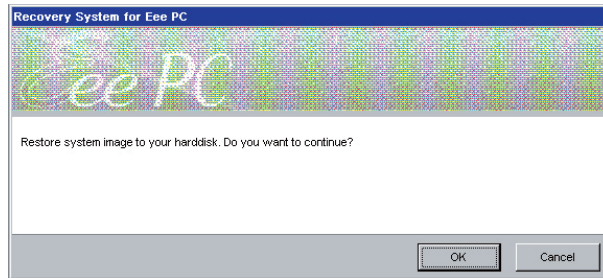 Recovery System for Eee PC
Eee PC
Restore system image to your harddisk. Do you want to continue?
OK
Cancel